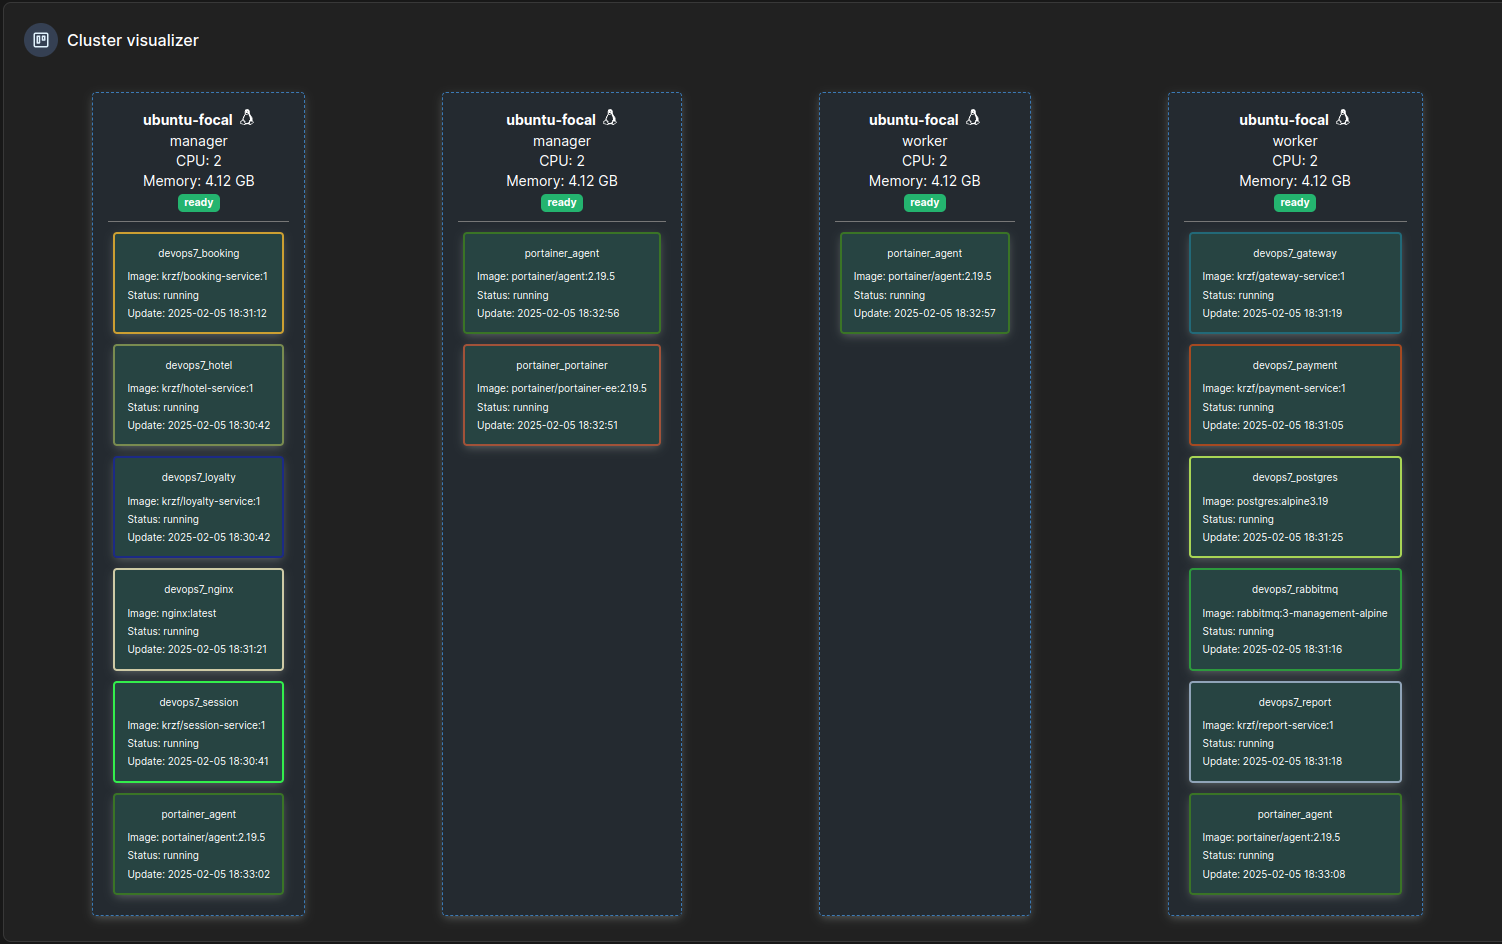 Cluster visualizer
ubuntu-focal
manager
CPU: 2
Memory: 4.12 GB
ready
devops7_booking
Image: krzf/booking-service:1
Status: running
Update: 2025-02-05 18:31:12
devops7_hotel
Image: krzf/hotel-service:1
Status: running
Update: 2025-02-05 18:30:42
devops7_loyalty
Image: krzf/loyalty-service:1
Status: running
Update: 2025-02-05 18:30:42
devops7_nginx
Image: nginx:latest
Status: running
Update: 2025-02-05 18:31:21
devops7_session
Image: krzf/session-service:1
Status: running
Update: 2025-02-05 18:30:41
portainer_agent
Image: portainer/agent:2.19.5
Status: running
Update: 2025-02-05 18:33:02
ubuntu-focal
manager
CPU: 2
Memory: 4.12 GB
ready
portainer_agent
Image: portainer/agent:2.19.5
Status: running
Update: 2025-02-05 18:32:56
portainer_portainer
Image: portainer/portainer-ee:2.19.5
Status: running
Update: 2025-02-05 18:32:51
ubuntu-focal
worker
CPU: 2
Memory: 4.12 GB
ready
portainer_agent
Image: portainer/agent:2.19.5
Status: running
Update: 2025-02-05 18:32:57
ubuntu-focal
worker
CPU: 2
Memory: 4.12 GB
ready
devops7_gateway
Image: krzf/gateway-service:1
Status: running
Update: 2025-02-05 18:31:19
devops7_payment
Image: krzf/payment-service:1
Status: running
Update: 2025-02-05 18:31:05
devops7_postgres
Image: postgres:alpine3.19
Status: running
Update: 2025-02-05 18:31:25
devops7_rabbitmq
Image: rabbitmq:3-management-alpine
Status: running
Update: 2025-02-05 18:31:16
devops7_report
Image: krzf/report-service:1
Status: running
Update: 2025-02-05 18:31:18
portainer_agent
Image: portainer/agent:2.19.5
Status: running
Update: 2025-02-05 18:33:08